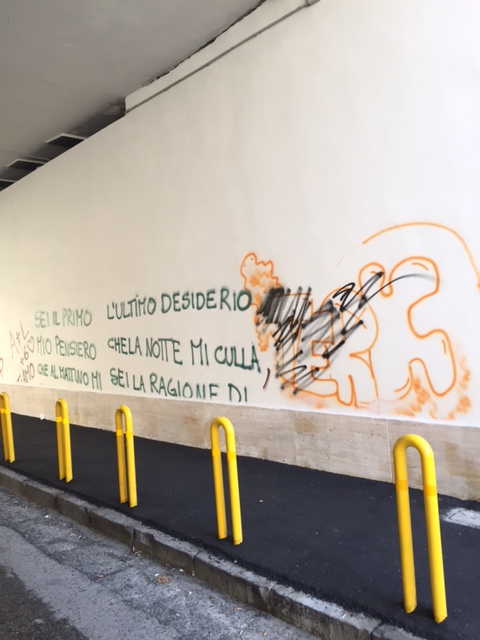 SEI IL PRIMO
MIO PENSIERO
CHE AL MATTINO MI
L'ULTIMO DESIDERIO
CHE LA NOTTE MI CULLA,
SEI LA RAGIONE DI
A+L